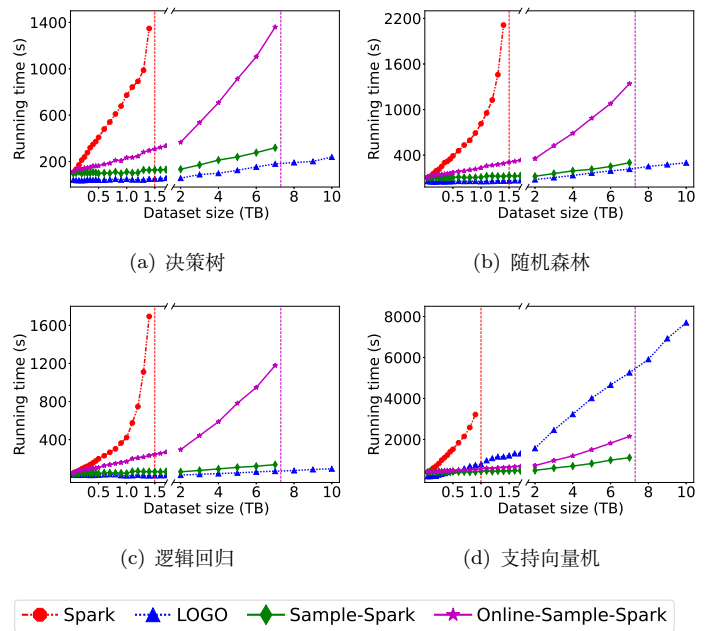 1400
1000
600
200
Running time (s)
0.5 1.0 1.5 2 4 6 8 10
Dataset size (TB)
(a) 决策树
2200
1600
1000
400
Running time (s)
0.5 1.0 1.5 2 4 6 8 10
Dataset size (TB)
(b) 随机森林
1600
1200
800
400
Running time (s)
0.5 1.0 1.5 2 4 6 8 10
Dataset size (TB)
(c) 逻辑回归
8000
6000
4000
2000
Running time (s)
0.5 1.0 1.5 2 4 6 8 10
Dataset size (TB)
(d) 支持向量机
Spark LOGO Sample-Spark Online-Sample-Spark